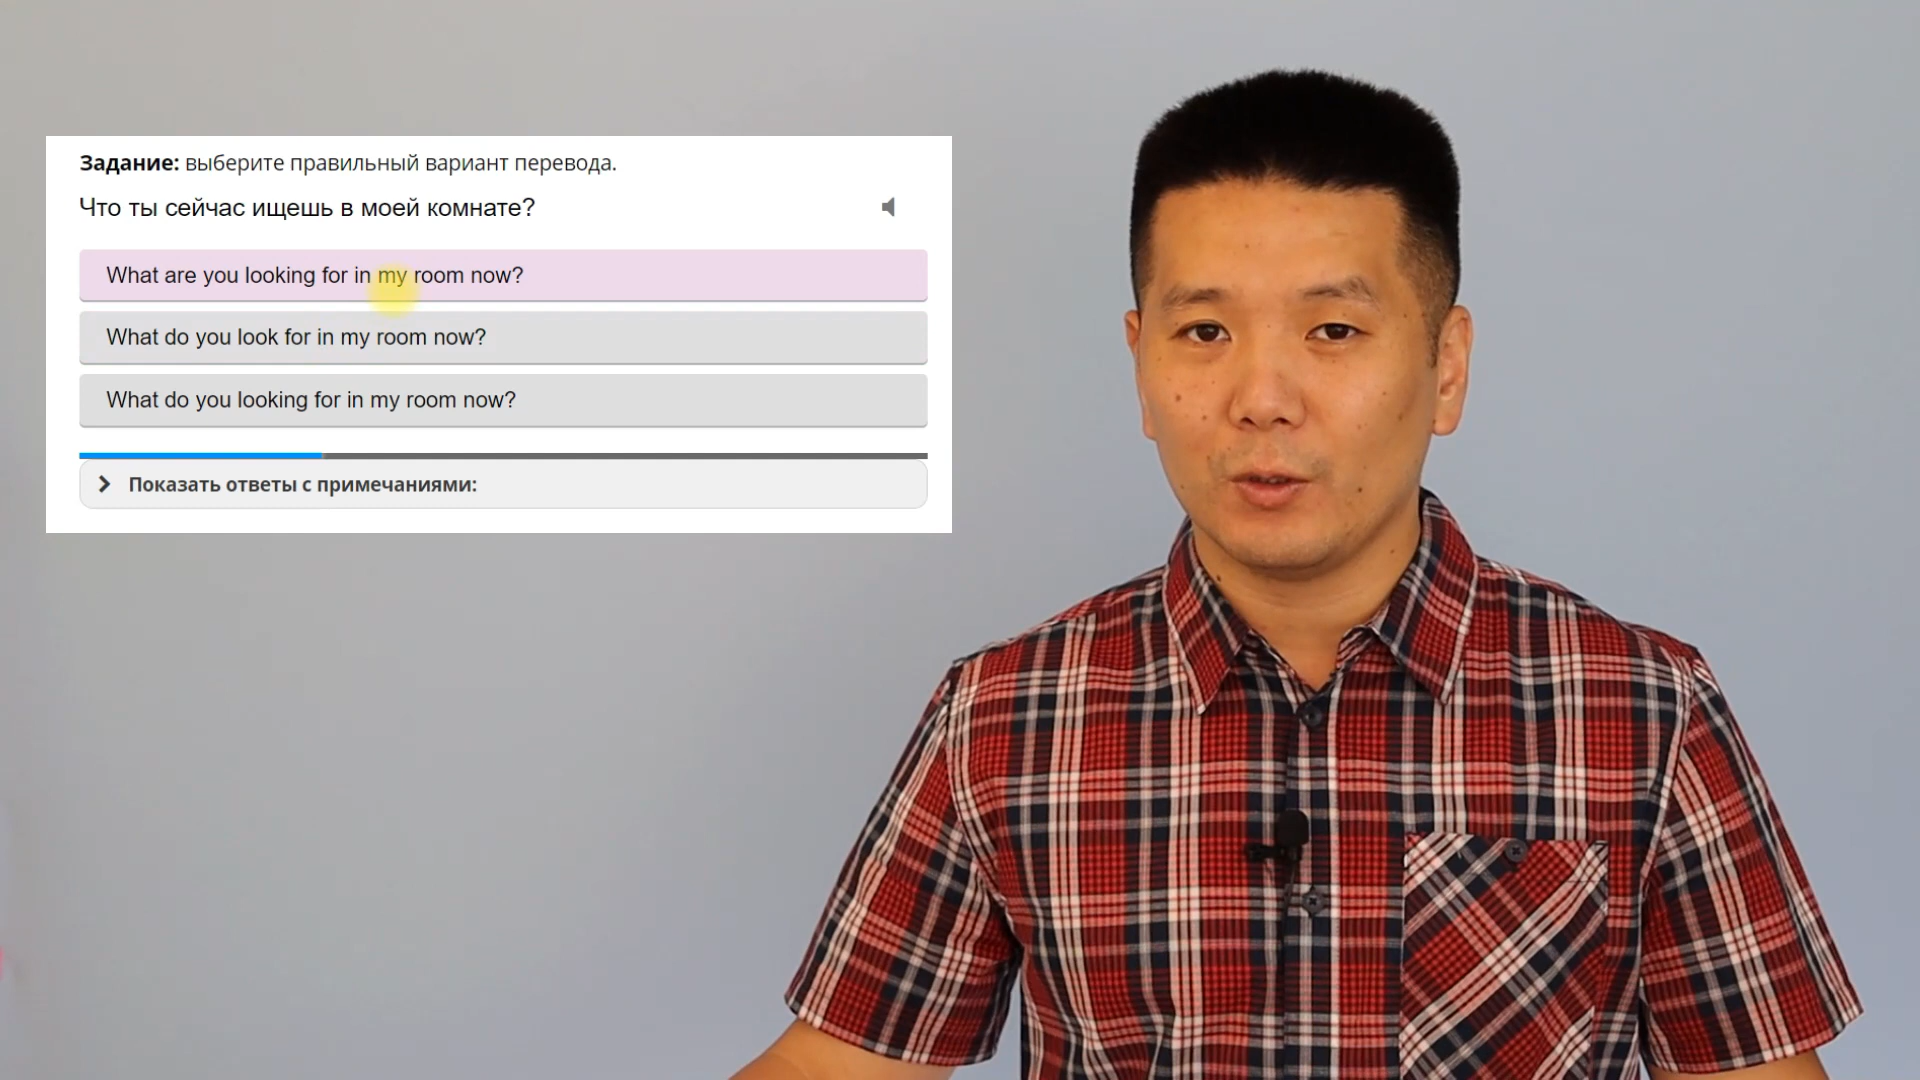 Задание: выберите правильный вариант перевода.
Что ты сейчас ищешь в моей комнате?
What are you looking for in my room now?
What do you look for in my room now?
What do you looking for in my room now?
Показать ответы с примечаниями: